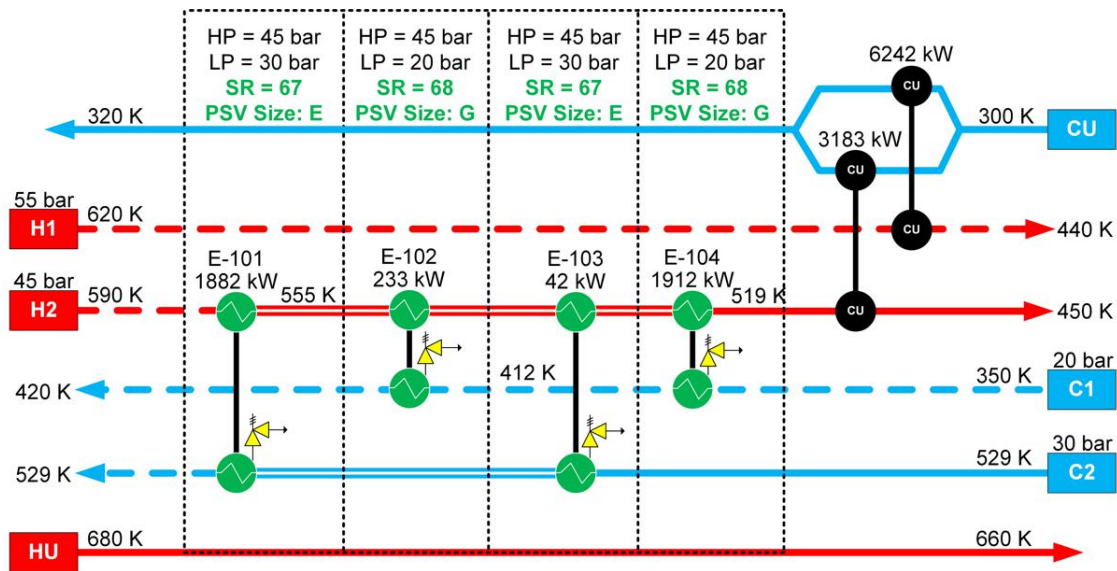 HP = 45 bar
LP = 30 bar
SR = 67
PSV Size: E
HP = 45 bar
LP = 20 bar
SR = 68
PSV Size: G
HP = 45 bar
LP = 30 bar
SR = 67
PSV Size: E
HP = 45 bar
LP = 20 bar
SR = 68
PSV Size: G
6242 kW
CU
320 K
300 K
CU
3183 kW
CU
55 bar
H1
620 K
CU
440 K
E-101
1882 kW
E-102
233 kW
E-103
42 kW
E-104
1912 kW
45 bar
H2
590 K
555 K
519 K
CU
450 K
20 bar
420 K
412 K
350 K
C1
30 bar
529 K
529 K
C2
HU
680 K
660 K